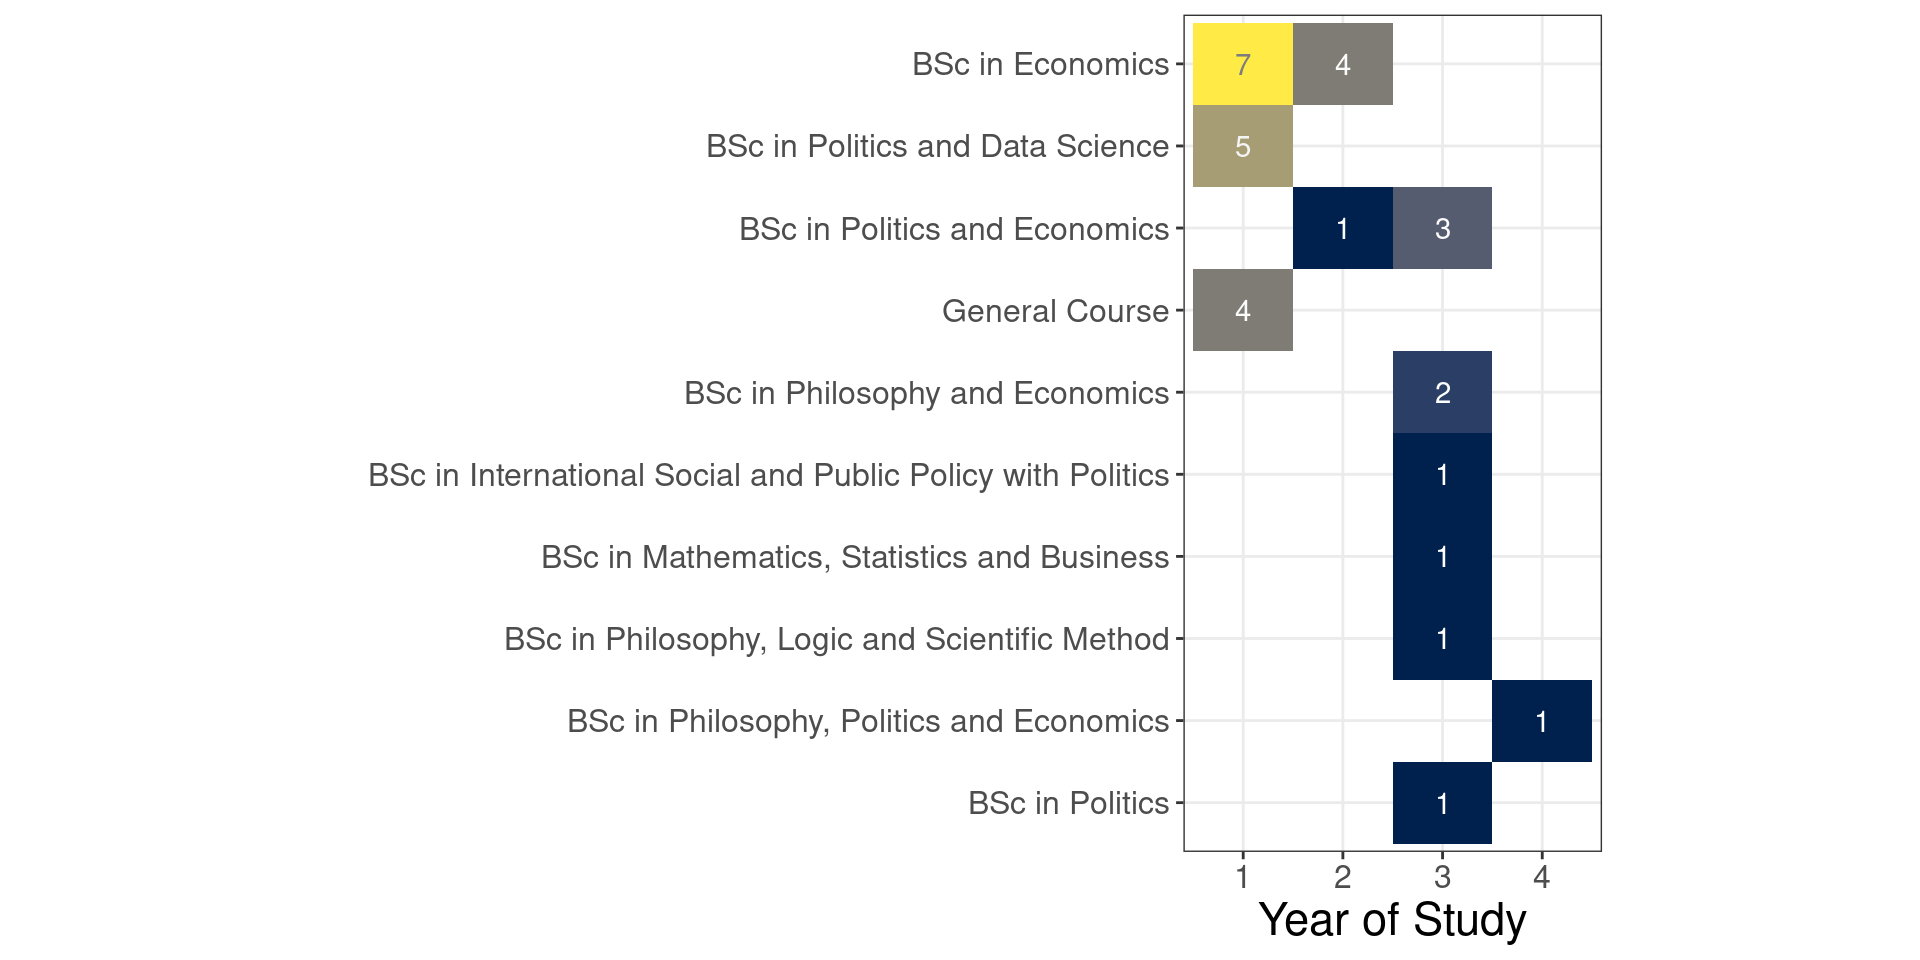 BSc in Economics 7 4
BSc in Politics and Data Science 5
BSc in Politics and Economics 1 3
General Course 4
BSc in Philosophy and Economics 2
BSc in International Social and Public Policy with Politics 1
BSc in Mathematics, Statistics and Business 1
BSc in Philosophy, Logic and Scientific Method 1
BSc in Philosophy, Politics and Economics 1
BSc in Politics 1
1 2 3 4
Year of Study